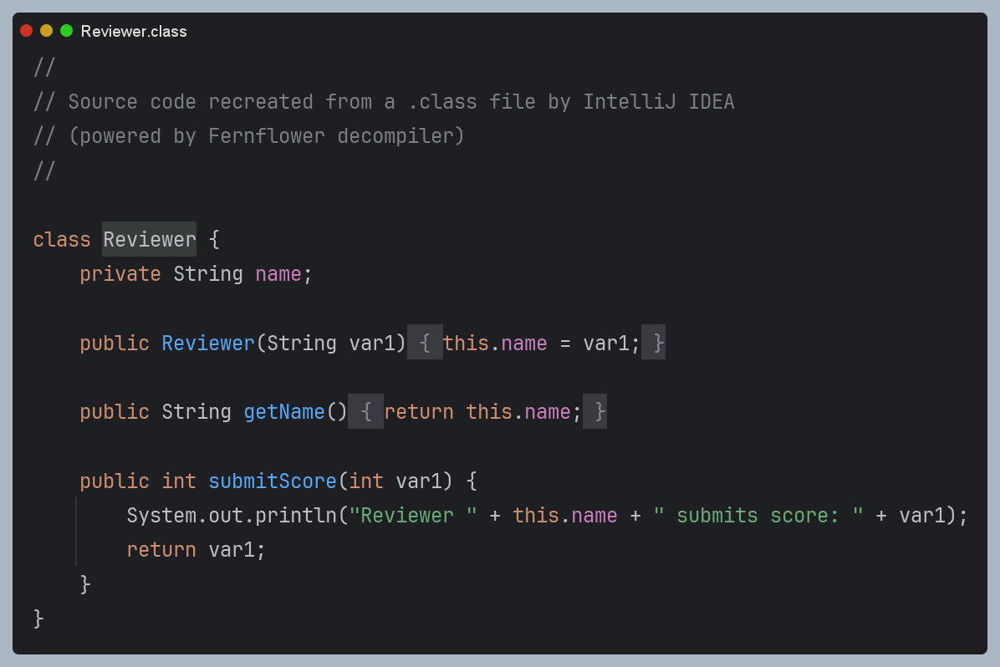 Reviewer.class
//
// Source code recreated from a .class file by IntelliJ IDEA
// (powered by Fernflower decompiler)
//
class Reviewer {
    private String name;
    public Reviewer(String var1) { this.name = var1; }
    public String getName() { return this.name; }
    public int submitScore(int var1) {
        System.out.println("Reviewer " + this.name + " submits score: " + var1);
        return var1;
    }
}